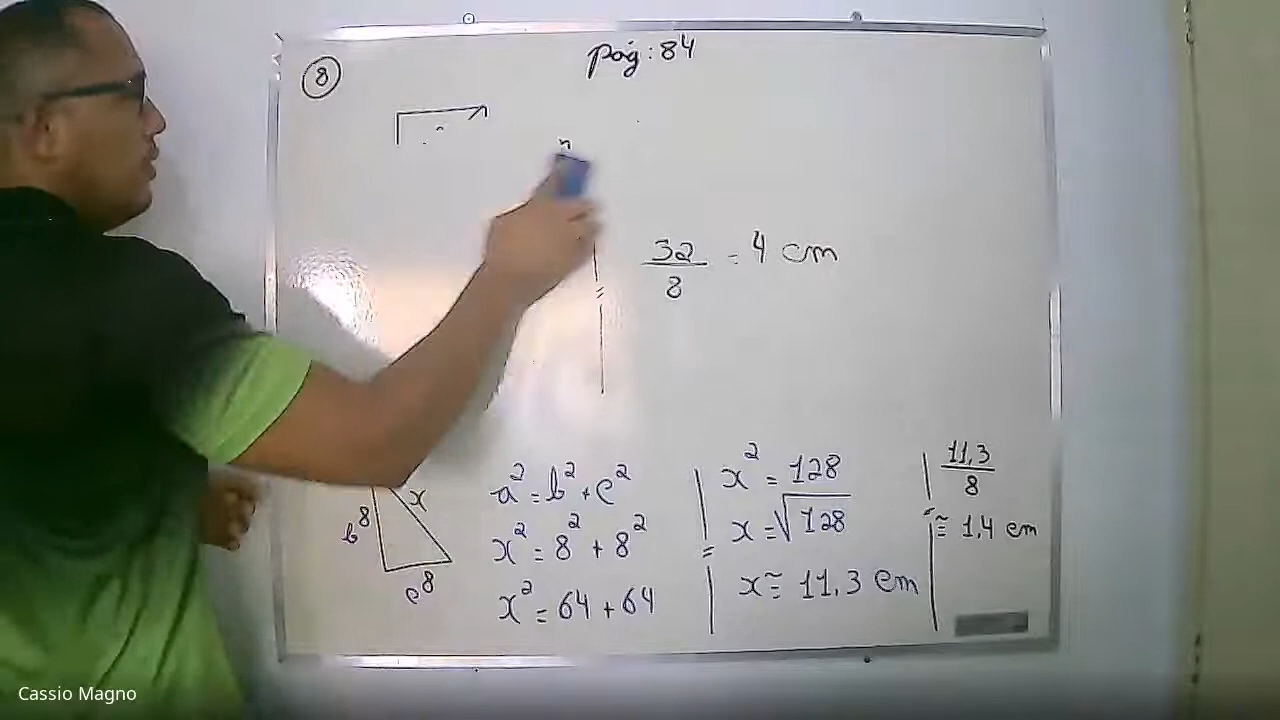 pág: 84
8
n
32/8 = 4 cm
x
b 8
c 8
a² = b² + c²
x² = 8² + 8²
x² = 64 + 64
x² = 128
x = √128
x ≅ 11,3 cm
11,3/8
≅ 1,4 cm
Cassio Magno